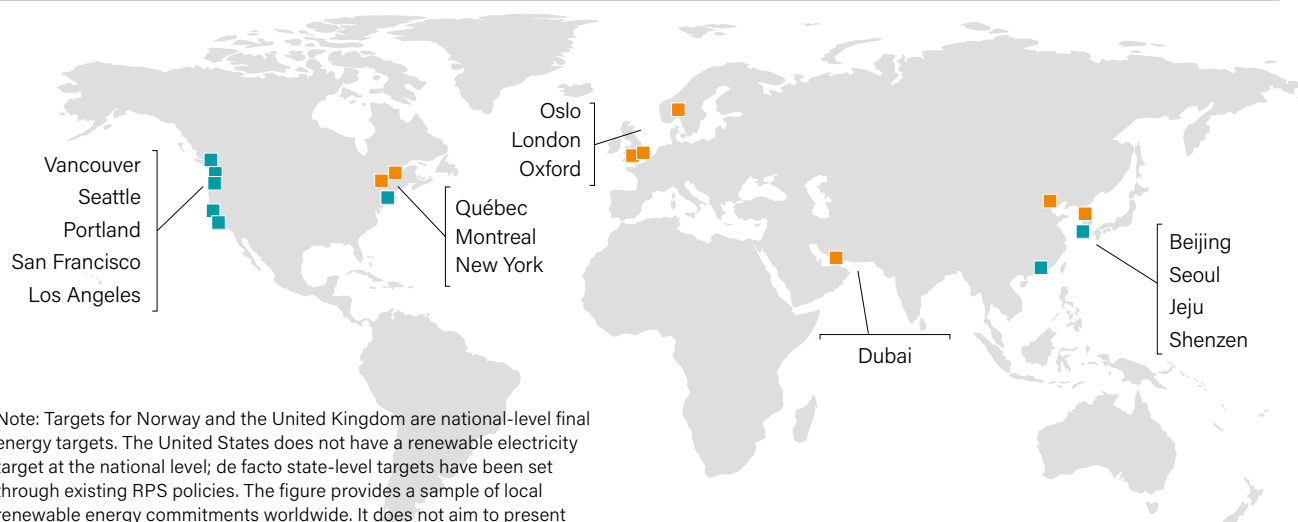 Oslo
London
Oxford
Vancouver
Seattle
Portland
San Francisco
Los Angeles
Québec
Montreal
New York
Dubai
Beijing
Seoul
Jeju
Shenzen
Note: Targets for Norway and the United Kingdom are national-level final
energy targets. The United States does not have a renewable electricity
target at the national level; de facto state-level targets have been set
through existing RPS policies. The figure provides a sample of local
renewable energy commitments worldwide. It does not aim to present